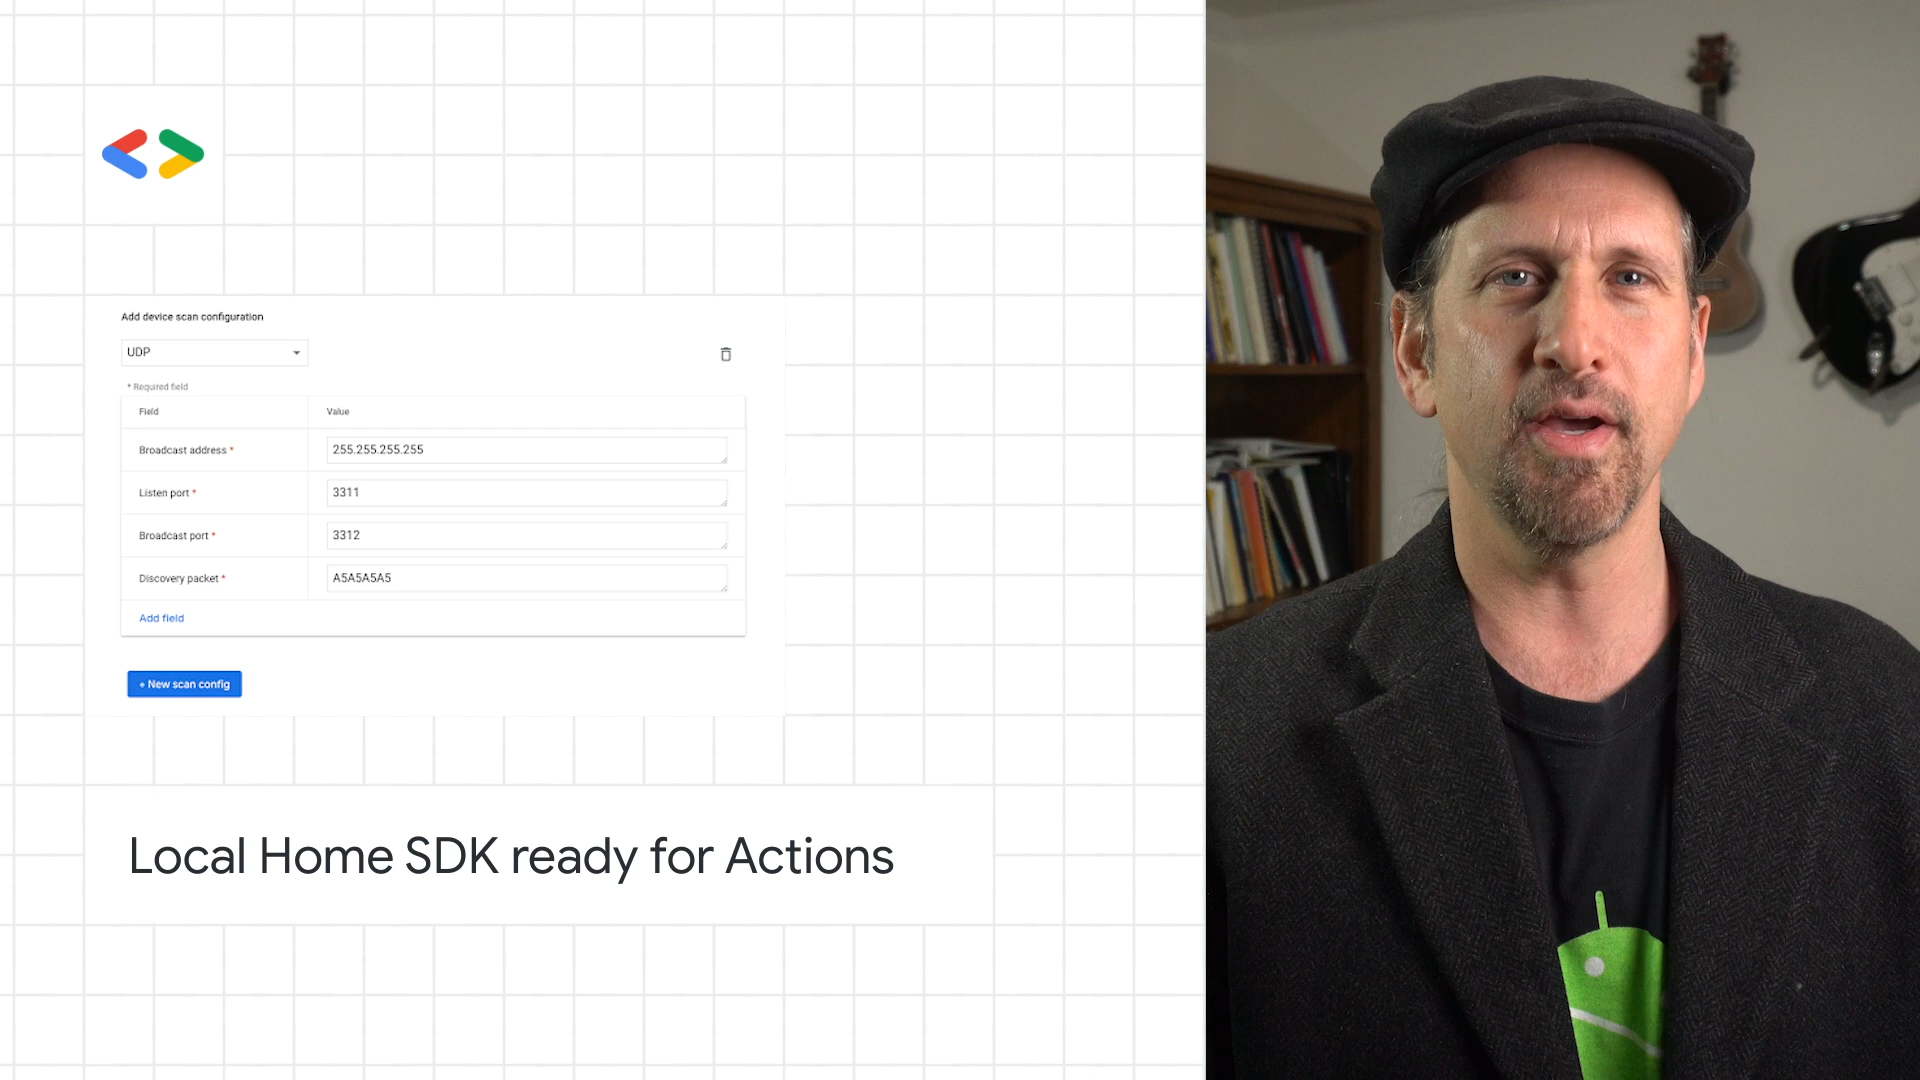 Add device scan configuration
UDP
* Required field
Field Value
Broadcast address * 255.255.255.255
Listen port * 3311
Broadcast port * 3312
Discovery packet * A5A5A5A5
Add field
+ New scan config
Local Home SDK ready for Actions